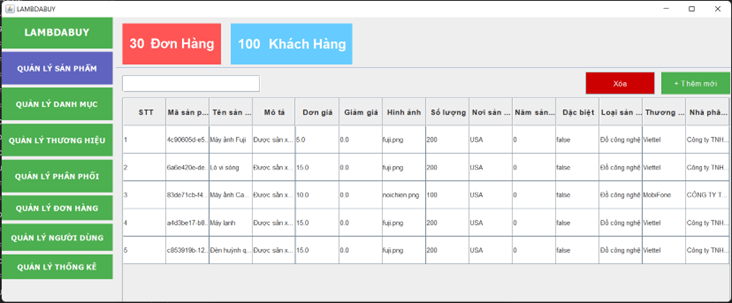 LAMBDABUY
LAMBDABUY
30 Đơn Hàng
100 Khách Hàng
QUẢN LÝ SẢN PHẨM
QUẢN LÝ DANH MỤC
QUẢN LÝ THƯƠNG HIỆU
QUẢN LÝ PHÂN PHỐI
QUẢN LÝ ĐƠN HÀNG
QUẢN LÝ NGƯỜI DÙNG
QUẢN LÝ THỐNG KÊ
Xóa
+ Thêm mới
STT Mã sản p... Tên sản ... Mô tả Đơn giá Giảm giá Hình ảnh Số lượng Nơi sản ... Năm sản... Dặc biệt Loại sản ... Thương ... Nhà phâ...
1 4c90605d-e5... Máy ảnh Fuji Được sản x... 5.0 0.0 fuji.png 200 USA 0 false Đồ công nghệ Viettel Công ty TNH...
2 6a6e420e-de... Lò vi sóng Được sản x... 15.0 0.0 fuji.png 200 USA 0 false Đồ công nghệ Viettel Công ty TNH...
3 83de71cb-f4... Máy ảnh Ca... Được sản x... 10.0 0.0 noichien.png 100 USA 0 false Đồ công nghệ MobiFone CÔNG TY T...
4 a4d3be17-b8... Máy lạnh Được sản x... 15.0 0.0 fuji.png 200 USA 0 false Đồ công nghệ Viettel Công ty TNH...
5 c853919b-12... Đèn huỳnh q... Được sản x... 15.0 0.0 fuji.png 200 USA 0 false Đồ công nghệ Viettel Công ty TNH...